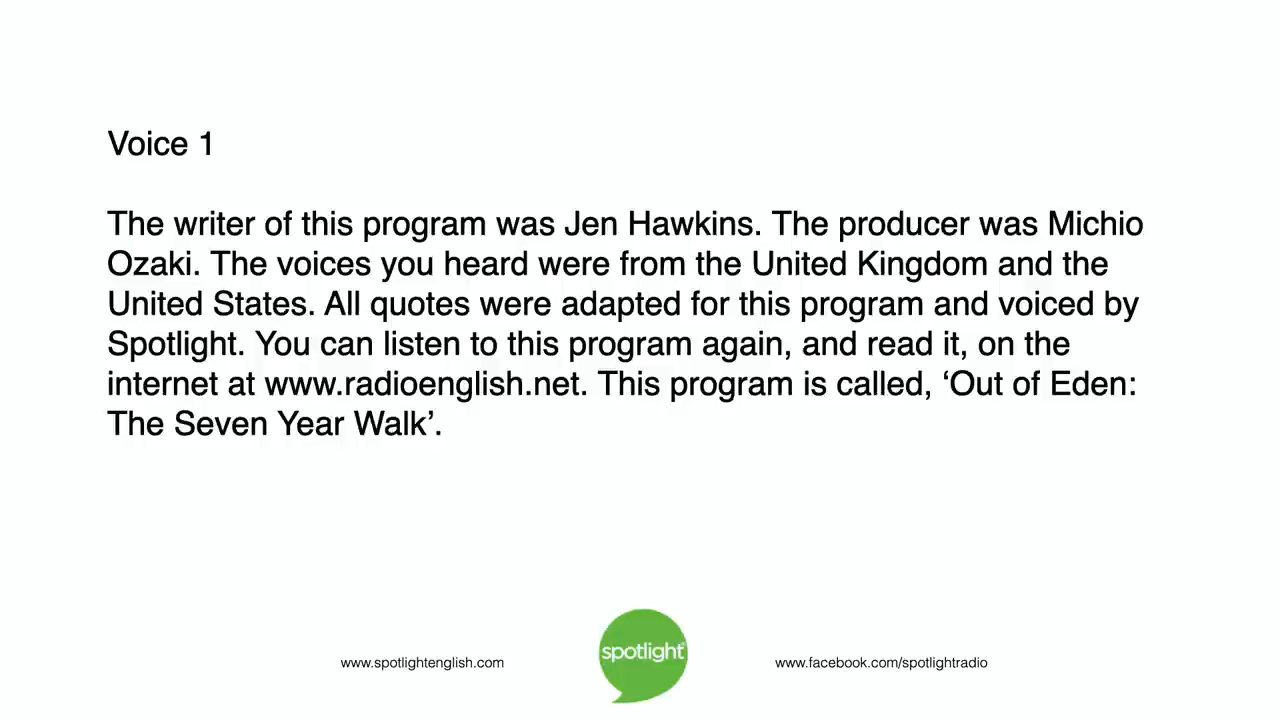 Voice 1
The writer of this program was Jen Hawkins. The producer was Michio
Ozaki. The voices you heard were from the United Kingdom and the
United States. All quotes were adapted for this program and voiced by
Spotlight. You can listen to this program again, and read it, on the
internet at www.radioenglish.net. This program is called, ‘Out of Eden:
The Seven Year Walk’.
www.spotlightenglish.com
spotlight
www.facebook.com/spotlightradio